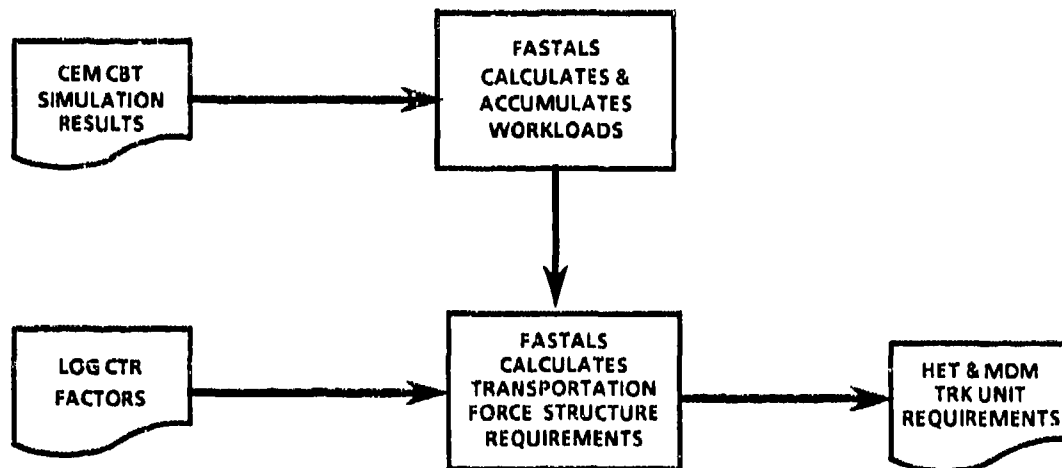 CEM CBT
SIMULATION
RESULTS
FASTALS
CALCULATES &
ACCUMULATES
WORKLOADS
LOG CTR
FACTORS
FASTALS
CALCULATES
TRANSPORTATION
FORCE STRUCTURE
REQUIREMENTS
HET & MDM
TRK UNIT
REQUIREMENTS